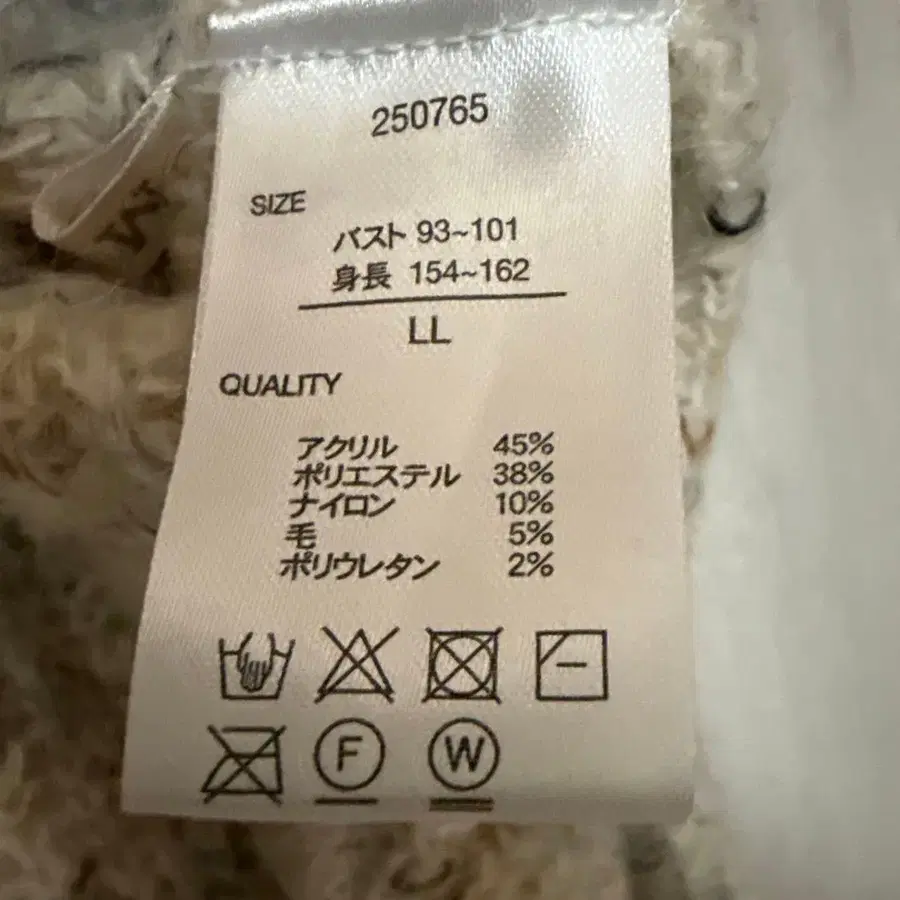 250765
SIZE
バスト 93~101
身長 154~162
LL
QUALITY
アクリル 45%
ポリエステル 38%
ナイロン 10%
毛 5%
ポリウレタン 2%
F W